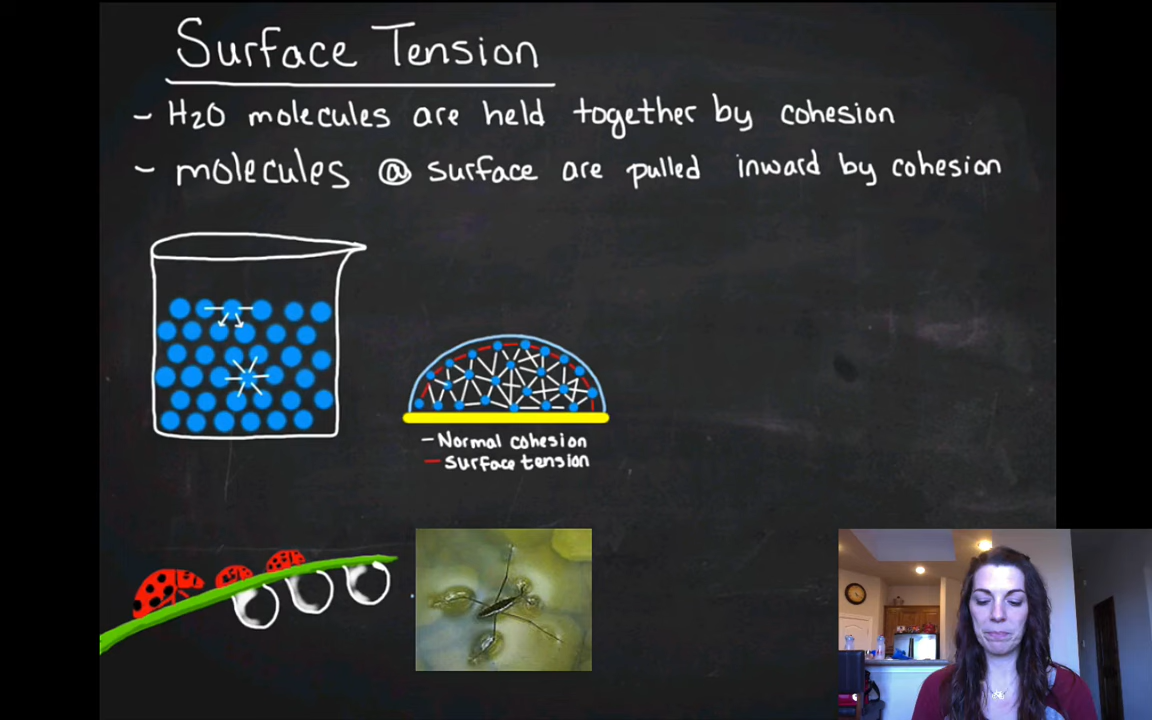 Surface Tension
- H2O molecules are held together by cohesion
- molecules @ surface are pulled inward by cohesion
- Normal cohesion
- Surface tension